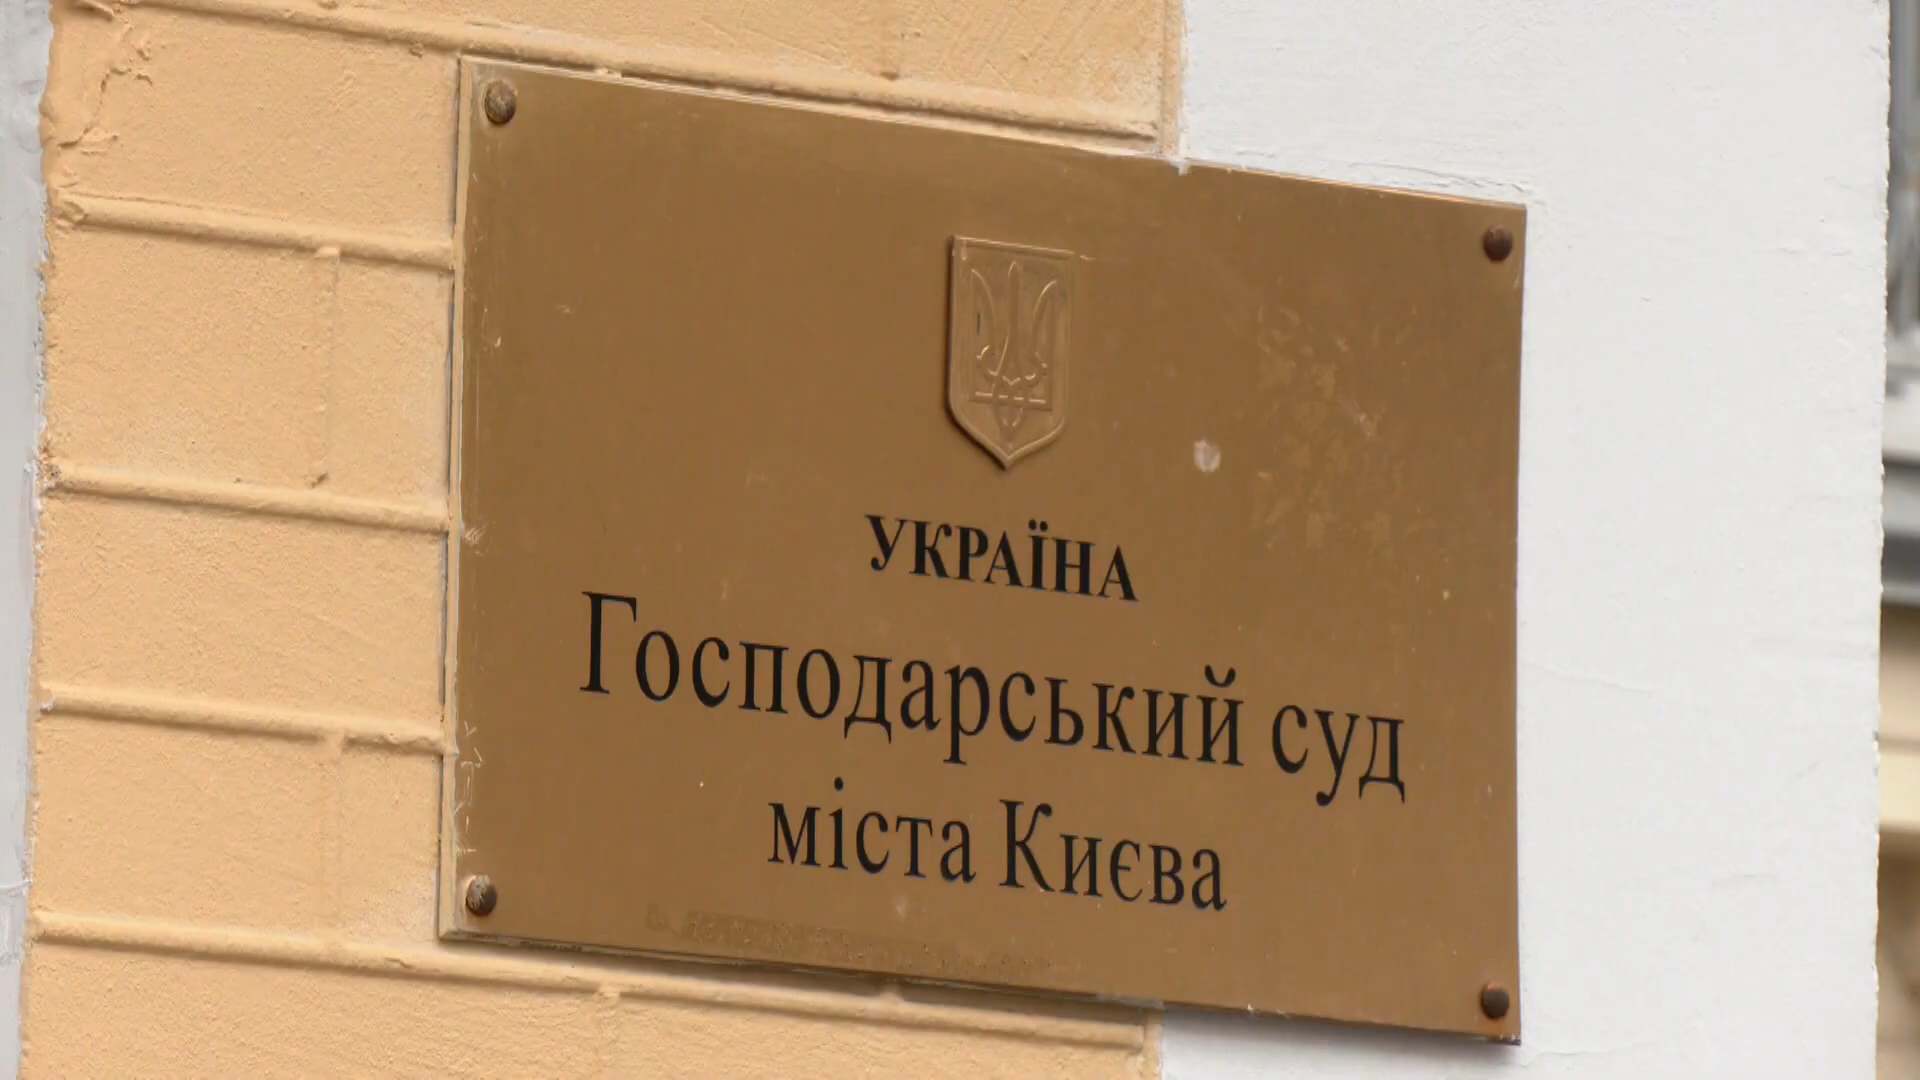 УКРАЇНА
Господарський суд
міста Києва